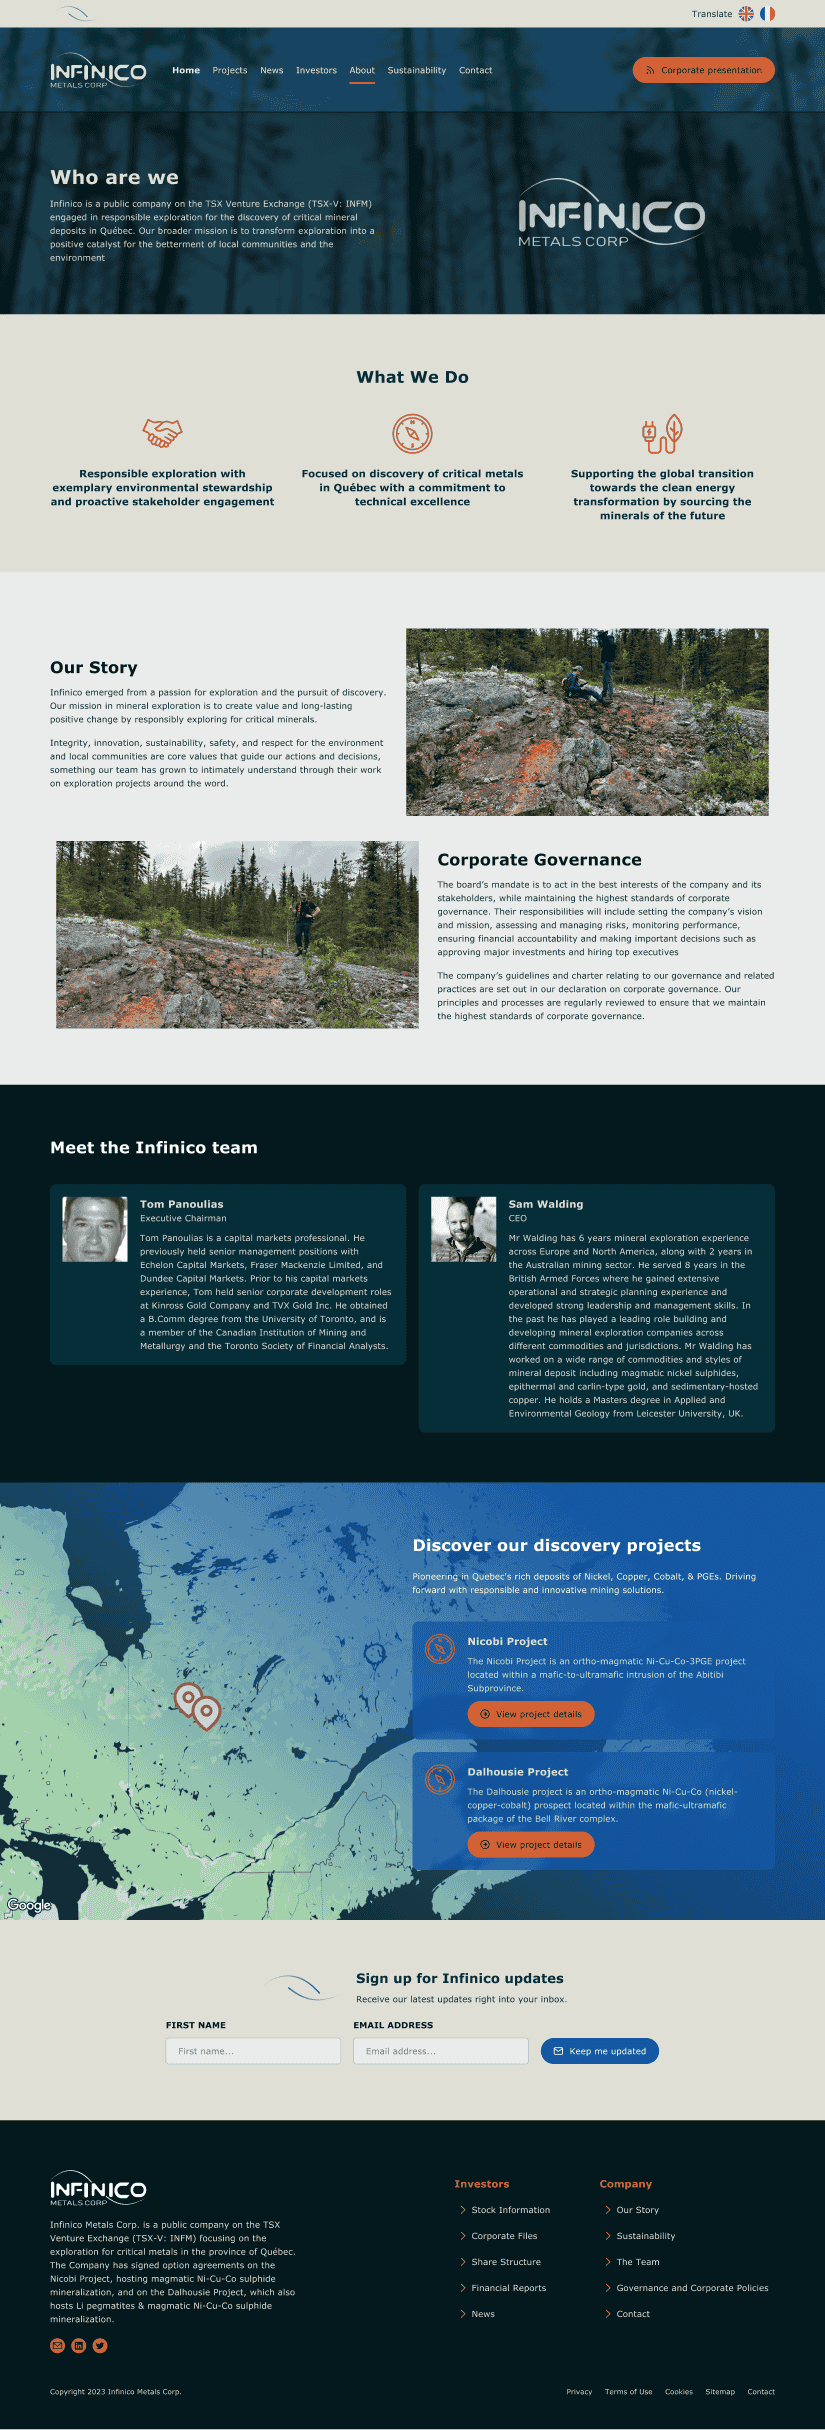 Translate
INFINICO
METALS CORP
Home Projects News Investors About Sustainability Contact
Corporate presentation
Who are we
Infinico is a public company on the TSX Venture Exchange (TSX-V: INFM)
engaged in responsible exploration for the discovery of critical mineral
deposits in Québec. Our broader mission is to transform exploration into a
positive catalyst for the betterment of local communities and the
environment
INFINICO
METALS CORP
What We Do
Responsible exploration with
exemplary environmental stewardship
and proactive stakeholder engagement
Focused on discovery of critical metals
in Québec with a commitment to
technical excellence
Supporting the global transition
towards the clean energy
transformation by sourcing the
minerals of the future
Our Story
Infinico emerged from a passion for exploration and the pursuit of discovery.
Our mission in mineral exploration is to create value and long-lasting
positive change by responsibly exploring for critical minerals.
Integrity, innovation, sustainability, safety, and respect for the environment
and local communities are core values that guide our actions and decisions,
something our team has grown to intimately understand through their work
on exploration projects around the word.
Corporate Governance
The board's mandate is to act in the best interests of the company and its
stakeholders, while maintaining the highest standards of corporate
governance. Their responsibilities will include setting the company's vision
and mission, assessing and managing risks, monitoring performance,
ensuring financial accountability and making important decisions such as
approving major investments and hiring top executives
The company's guidelines and charter relating to our governance and related
practices are set out in our declaration on corporate governance. Our
principles and processes are regularly reviewed to ensure that we maintain
the highest standards of corporate governance.
Meet the Infinico team
Tom Panoulias
Executive Chairman
Tom Panoulias is a capital markets professional. He
previously held senior management positions with
Echelon Capital Markets, Fraser Mackenzie Limited, and
Dundee Capital Markets. Prior to his capital markets
experience, Tom held senior corporate development roles
at Kinross Gold Company and TVX Gold Inc. He obtained
a B.Comm degree from the University of Toronto, and is
a member of the Canadian Institution of Mining and
Metallurgy and the Toronto Society of Financial Analysts.
Sam Walding
CEO
Mr Walding has 6 years mineral exploration experience
across Europe and North America, along with 2 years in
the Australian mining sector. He served 8 years in the
British Armed Forces where he gained extensive
operational and strategic planning experience and
developed strong leadership and management skills. In
the past he has played a leading role building and
developing mineral exploration companies across
different commodities and jurisdictions. Mr Walding has
worked on a wide range of commodities and styles of
mineral deposit including magmatic nickel sulphides,
epithermal and carlin-type gold, and sedimentary-hosted
copper. He holds a Masters degree in Applied and
Environmental Geology from Leicester University, UK.
Discover our discovery projects
Pioneering in Quebec's rich deposits of Nickel, Copper, Cobalt, & PGEs. Driving
forward with responsible and innovative mining solutions.
Nicobi Project
The Nicobi Project is an ortho-magmatic Ni-Cu-Co-3PGE project
located within a mafic-to-ultramafic intrusion of the Abitibi
Subprovince.
View project details
Dalhousie Project
The Dalhousie project is an ortho-magmatic Ni-Cu-Co (nickel-
copper-cobalt) prospect located within the mafic-ultramafic
package of the Bell River complex.
View project details
Google
Sign up for Infinico updates
Receive our latest updates right into your inbox.
FIRST NAME
First name...
EMAIL ADDRESS
Email address...
Keep me updated
INFINICO
METALS CORP
Infinico Metals Corp. is a public company on the TSX
Venture Exchange (TSX-V: INFM) focusing on the
exploration for critical metals in the province of Québec.
The Company has signed option agreements on the
Nicobi Project, hosting magmatic Ni-Cu-Co sulphide
mineralization, and on the Dalhousie Project, which also
hosts Li pegmatites & magmatic Ni-Cu-Co sulphide
mineralization.
Investors
Stock Information
Corporate Files
Share Structure
Financial Reports
News
Company
Our Story
Sustainability
The Team
Governance and Corporate Policies
Contact
Copyright 2023 Infinico Metals Corp.
Privacy Terms of Use Cookies Sitemap Contact